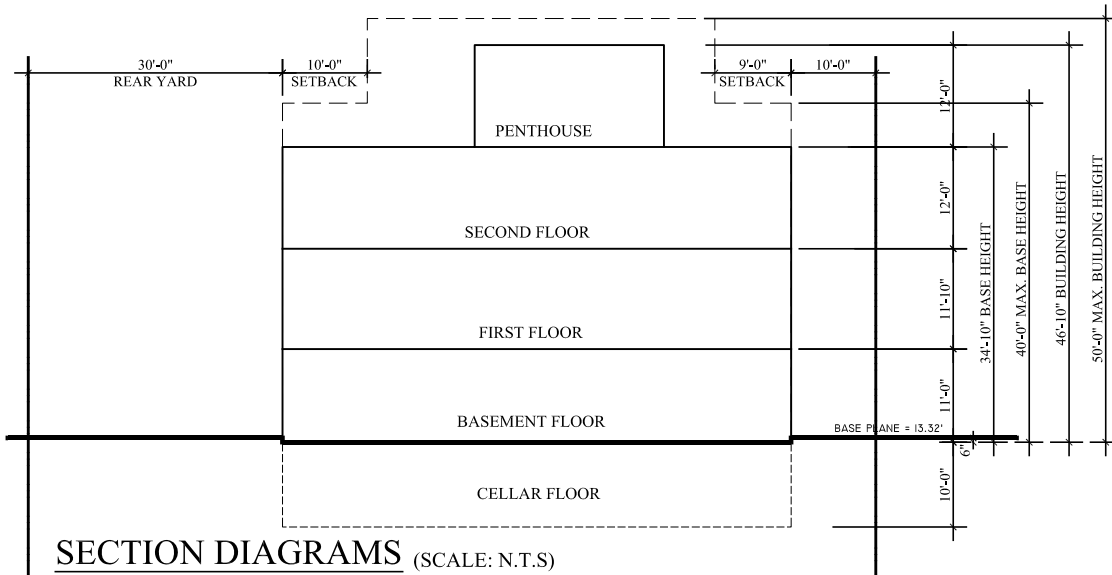 30'-0"
REAR YARD
10'-0"
SETBACK
9'-0"
SETBACK
10'-0"
12'-0"
PENTHOUSE
12'-0"
SECOND FLOOR
11'-10"
FIRST FLOOR
11'-0"
BASEMENT FLOOR
34'-10" BASE HEIGHT
40'-0" MAX. BASE HEIGHT
46'-10" BUILDING HEIGHT
50'-0" MAX. BUILDING HEIGHT
BASE PLANE = 13.32'
6"
10'-0"
CELLAR FLOOR
SECTION DIAGRAMS (SCALE: N.T.S)